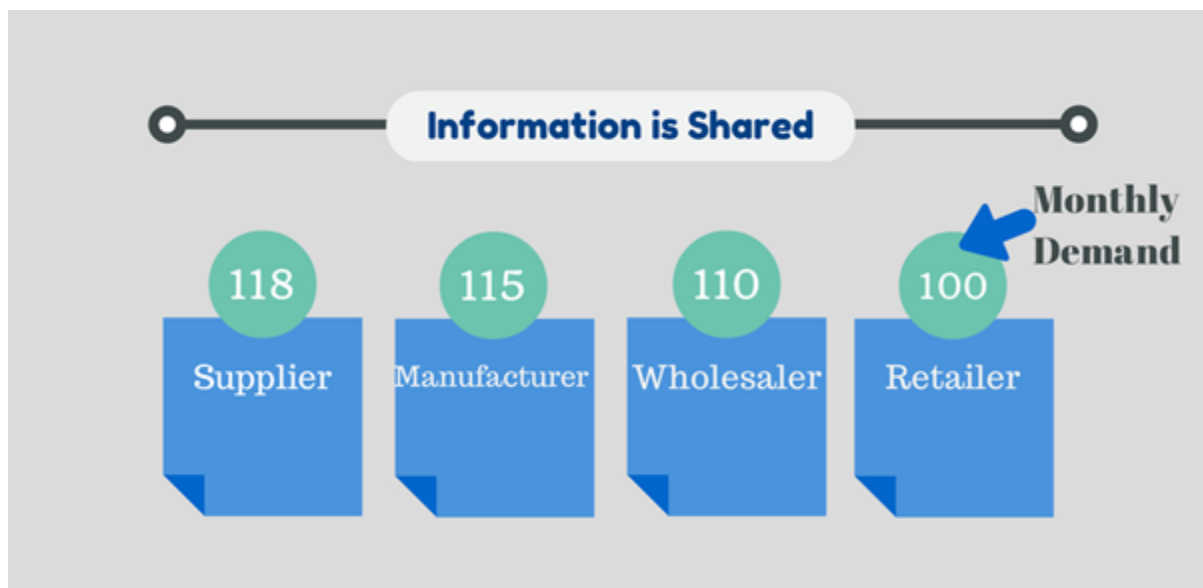 Information is Shared
Monthly
Demand
118
115
110
100
Supplier
Manufacturer
Wholesaler
Retailer